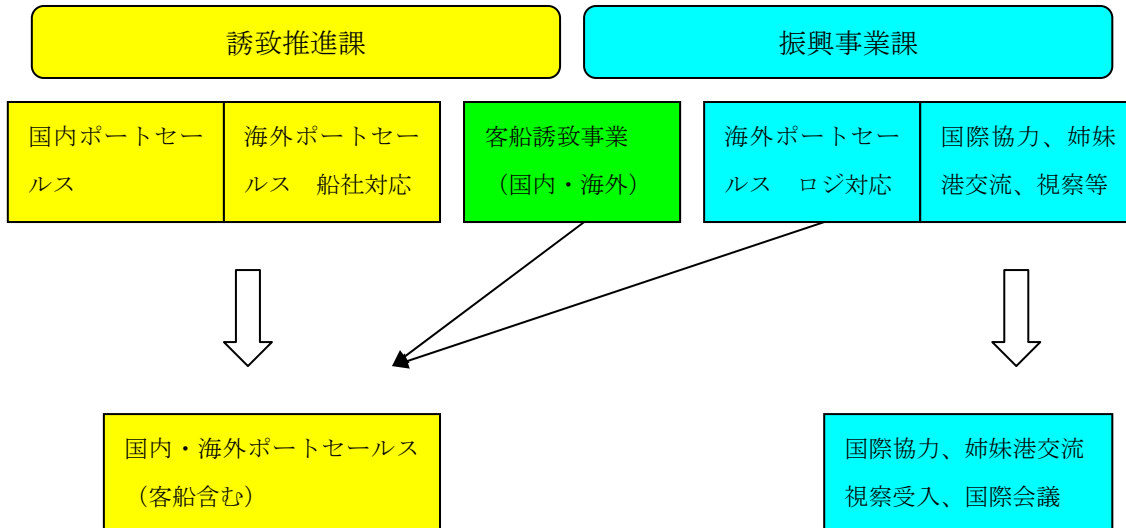 誘致推進課
振興事業課
国内ポートセー
ルス
海外ポートセー
ルス　船社対応
客船誘致事業
（国内・海外）
海外ポートセー
ルス　ロジ対応
国際協力、姉妹
港交流、視察等
国内・海外ポートセールス
（客船含む）
国際協力、姉妹港交流
視察受入、国際会議